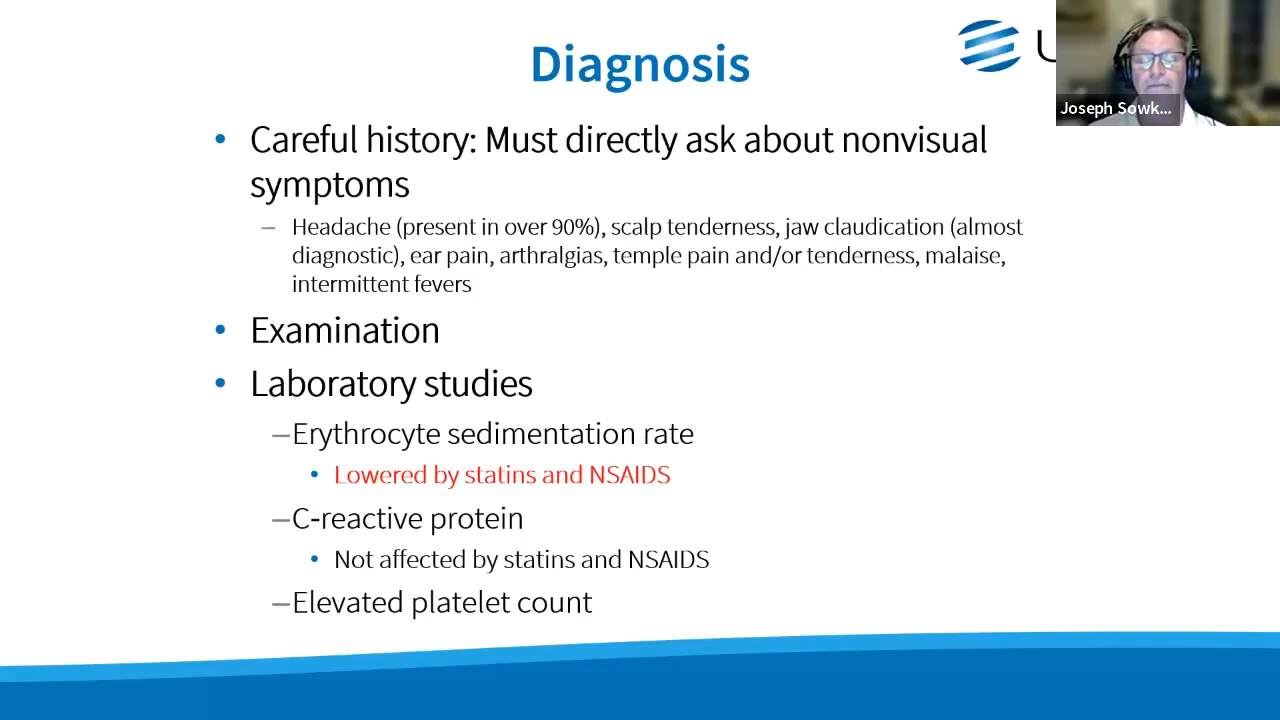 Diagnosis
U
Joseph Sowk...
• Careful history: Must directly ask about nonvisual
symptoms
– Headache (present in over 90%), scalp tenderness, jaw claudication (almost
diagnostic), ear pain, arthralgias, temple pain and/or tenderness, malaise,
intermittent fevers
• Examination
• Laboratory studies
–Erythrocyte sedimentation rate
• Lowered by statins and NSAIDS
–C-reactive protein
• Not affected by statins and NSAIDS
–Elevated platelet count